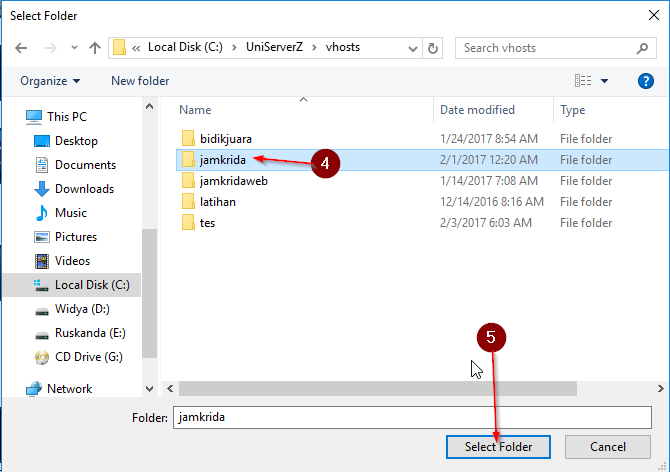 Select Folder
« Local Disk (C:) > UniServerZ > vhosts
Search vhosts
Organize
New folder
?
Name
Date modified
Type
This PC
Desktop
Documents
Downloads
Music
Pictures
Videos
Local Disk (C:)
Widya (D:)
Ruskanda (E:)
CD Drive (G:)
Network
bidikjuara 1/24/2017 8:54 AM File folder
jamkrida 2/1/2017 12:20 AM File folder
jamkridaweb 1/14/2017 7:08 AM File folder
latihan 12/14/2016 8:16 AM File folder
tes 2/3/2017 6:03 AM File folder
4
5
Folder: jamkrida
Select Folder
Cancel